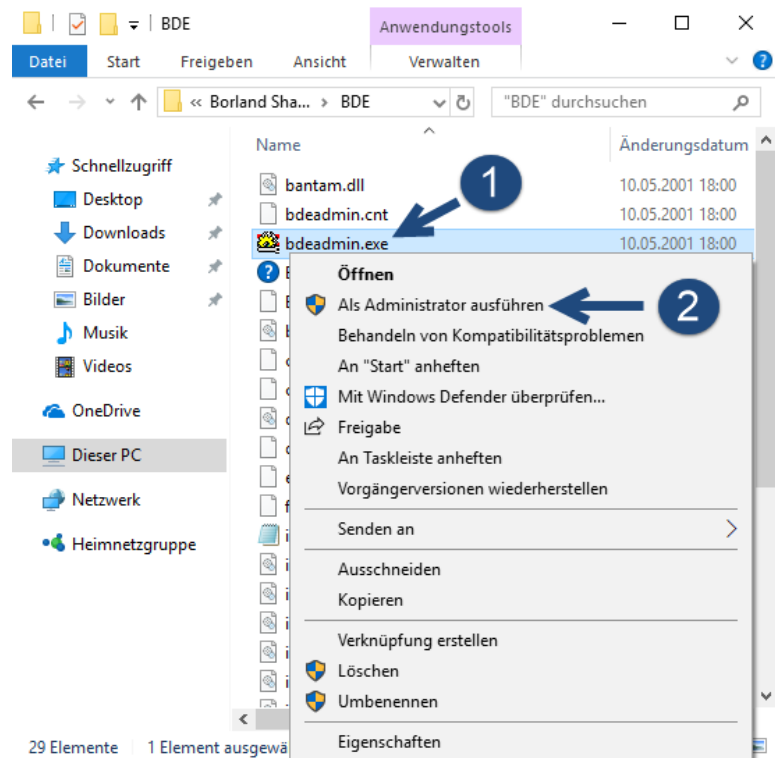 BDE
Anwendungstools
Datei Start Freigeben Ansicht Verwalten
« Borland Sha... > BDE
"BDE" durchsuchen
Name Änderungsdatum
Schnellzugriff
Desktop
Downloads
Dokumente
Bilder
Musik
Videos
OneDrive
Dieser PC
Netzwerk
Heimnetzgruppe
bantam.dll 10.05.2001 18:00
bdeadmin.cnt 10.05.2001 18:00
bdeadmin.exe 10.05.2001 18:00
1
Öffnen
Als Administrator ausführen
2
Behandeln von Kompatibilitätsproblemen
An "Start" anheften
Mit Windows Defender überprüfen...
Freigabe
An Taskleiste anheften
Vorgängerversionen wiederherstellen
Senden an
Ausschneiden
Kopieren
Verknüpfung erstellen
Löschen
Umbenennen
Eigenschaften
29 Elemente 1 Element